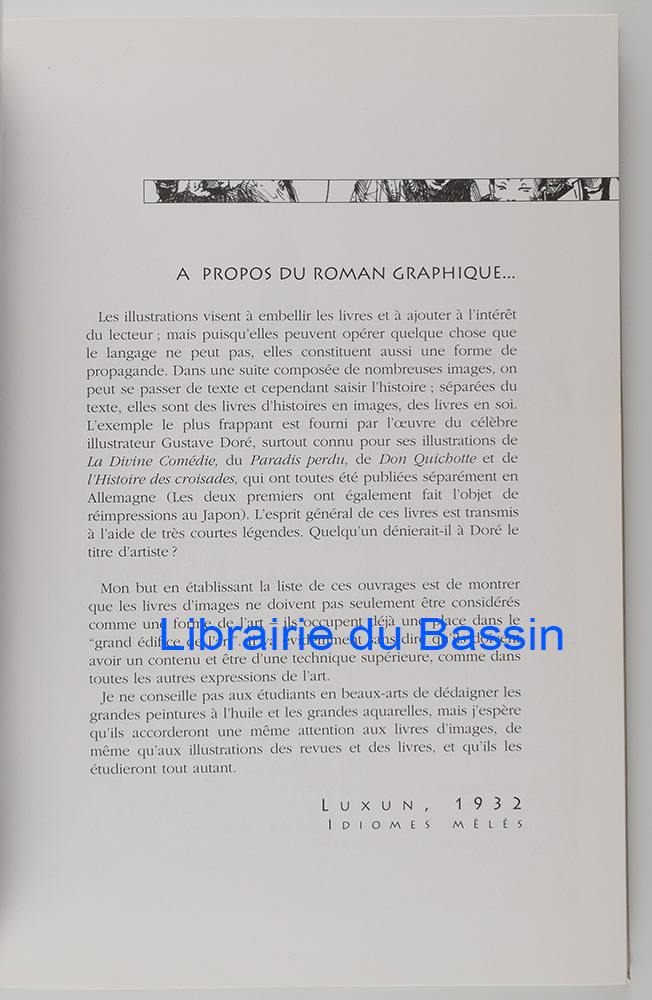 A PROPOS DU ROMAN GRAPHIQUE...
Les illustrations visent à embellir les livres et à ajouter à l'intérêt
du lecteur ; mais puisqu'elles peuvent opérer quelque chose que
le langage ne peut pas, elles constituent aussi une forme de
propagande. Dans une suite composée de nombreuses images, on
peut se passer de texte et cependant saisir l'histoire ; séparées du
texte, elles sont des livres d'histoires en images, des livres en soi.
L'exemple le plus frappant est fourni par l'œuvre du célèbre
illustrateur Gustave Doré, surtout connu pour ses illustrations de
La Divine Comédie, du Paradis perdu, de Don Quichotte et de
l'Histoire des croisades, qui ont toutes été publiées séparément en
Allemagne (Les deux premiers ont également fait l'objet de
réimpressions au Japon). L'esprit général de ces livres est transmis
à l'aide de très courtes légendes. Quelqu'un dénierait-il à Doré le
titre d'artiste ?
Mon but en établissant la liste de ces ouvrages est de montrer
que les livres d'images ne doivent pas seulement être considérés
comme une forme de l'art – ils occupent déjà une place dans le
"grand édifice de l'art". évidemment sans dire qu'ils
Librairie du Bassin
avoir un contenu et être d'une technique supérieure, comme dans
toutes les autres expressions de l'art.
Je ne conseille pas aux étudiants en beaux-arts de dédaigner les
grandes peintures à l'huile et les grandes aquarelles, mais j'espère
qu'ils accorderont une même attention aux livres d'images, de
même qu'aux illustrations des revues et des livres, et qu'ils les
étudieront tout autant.
LUXUN, 1932
IDIOMES MÊLÉS